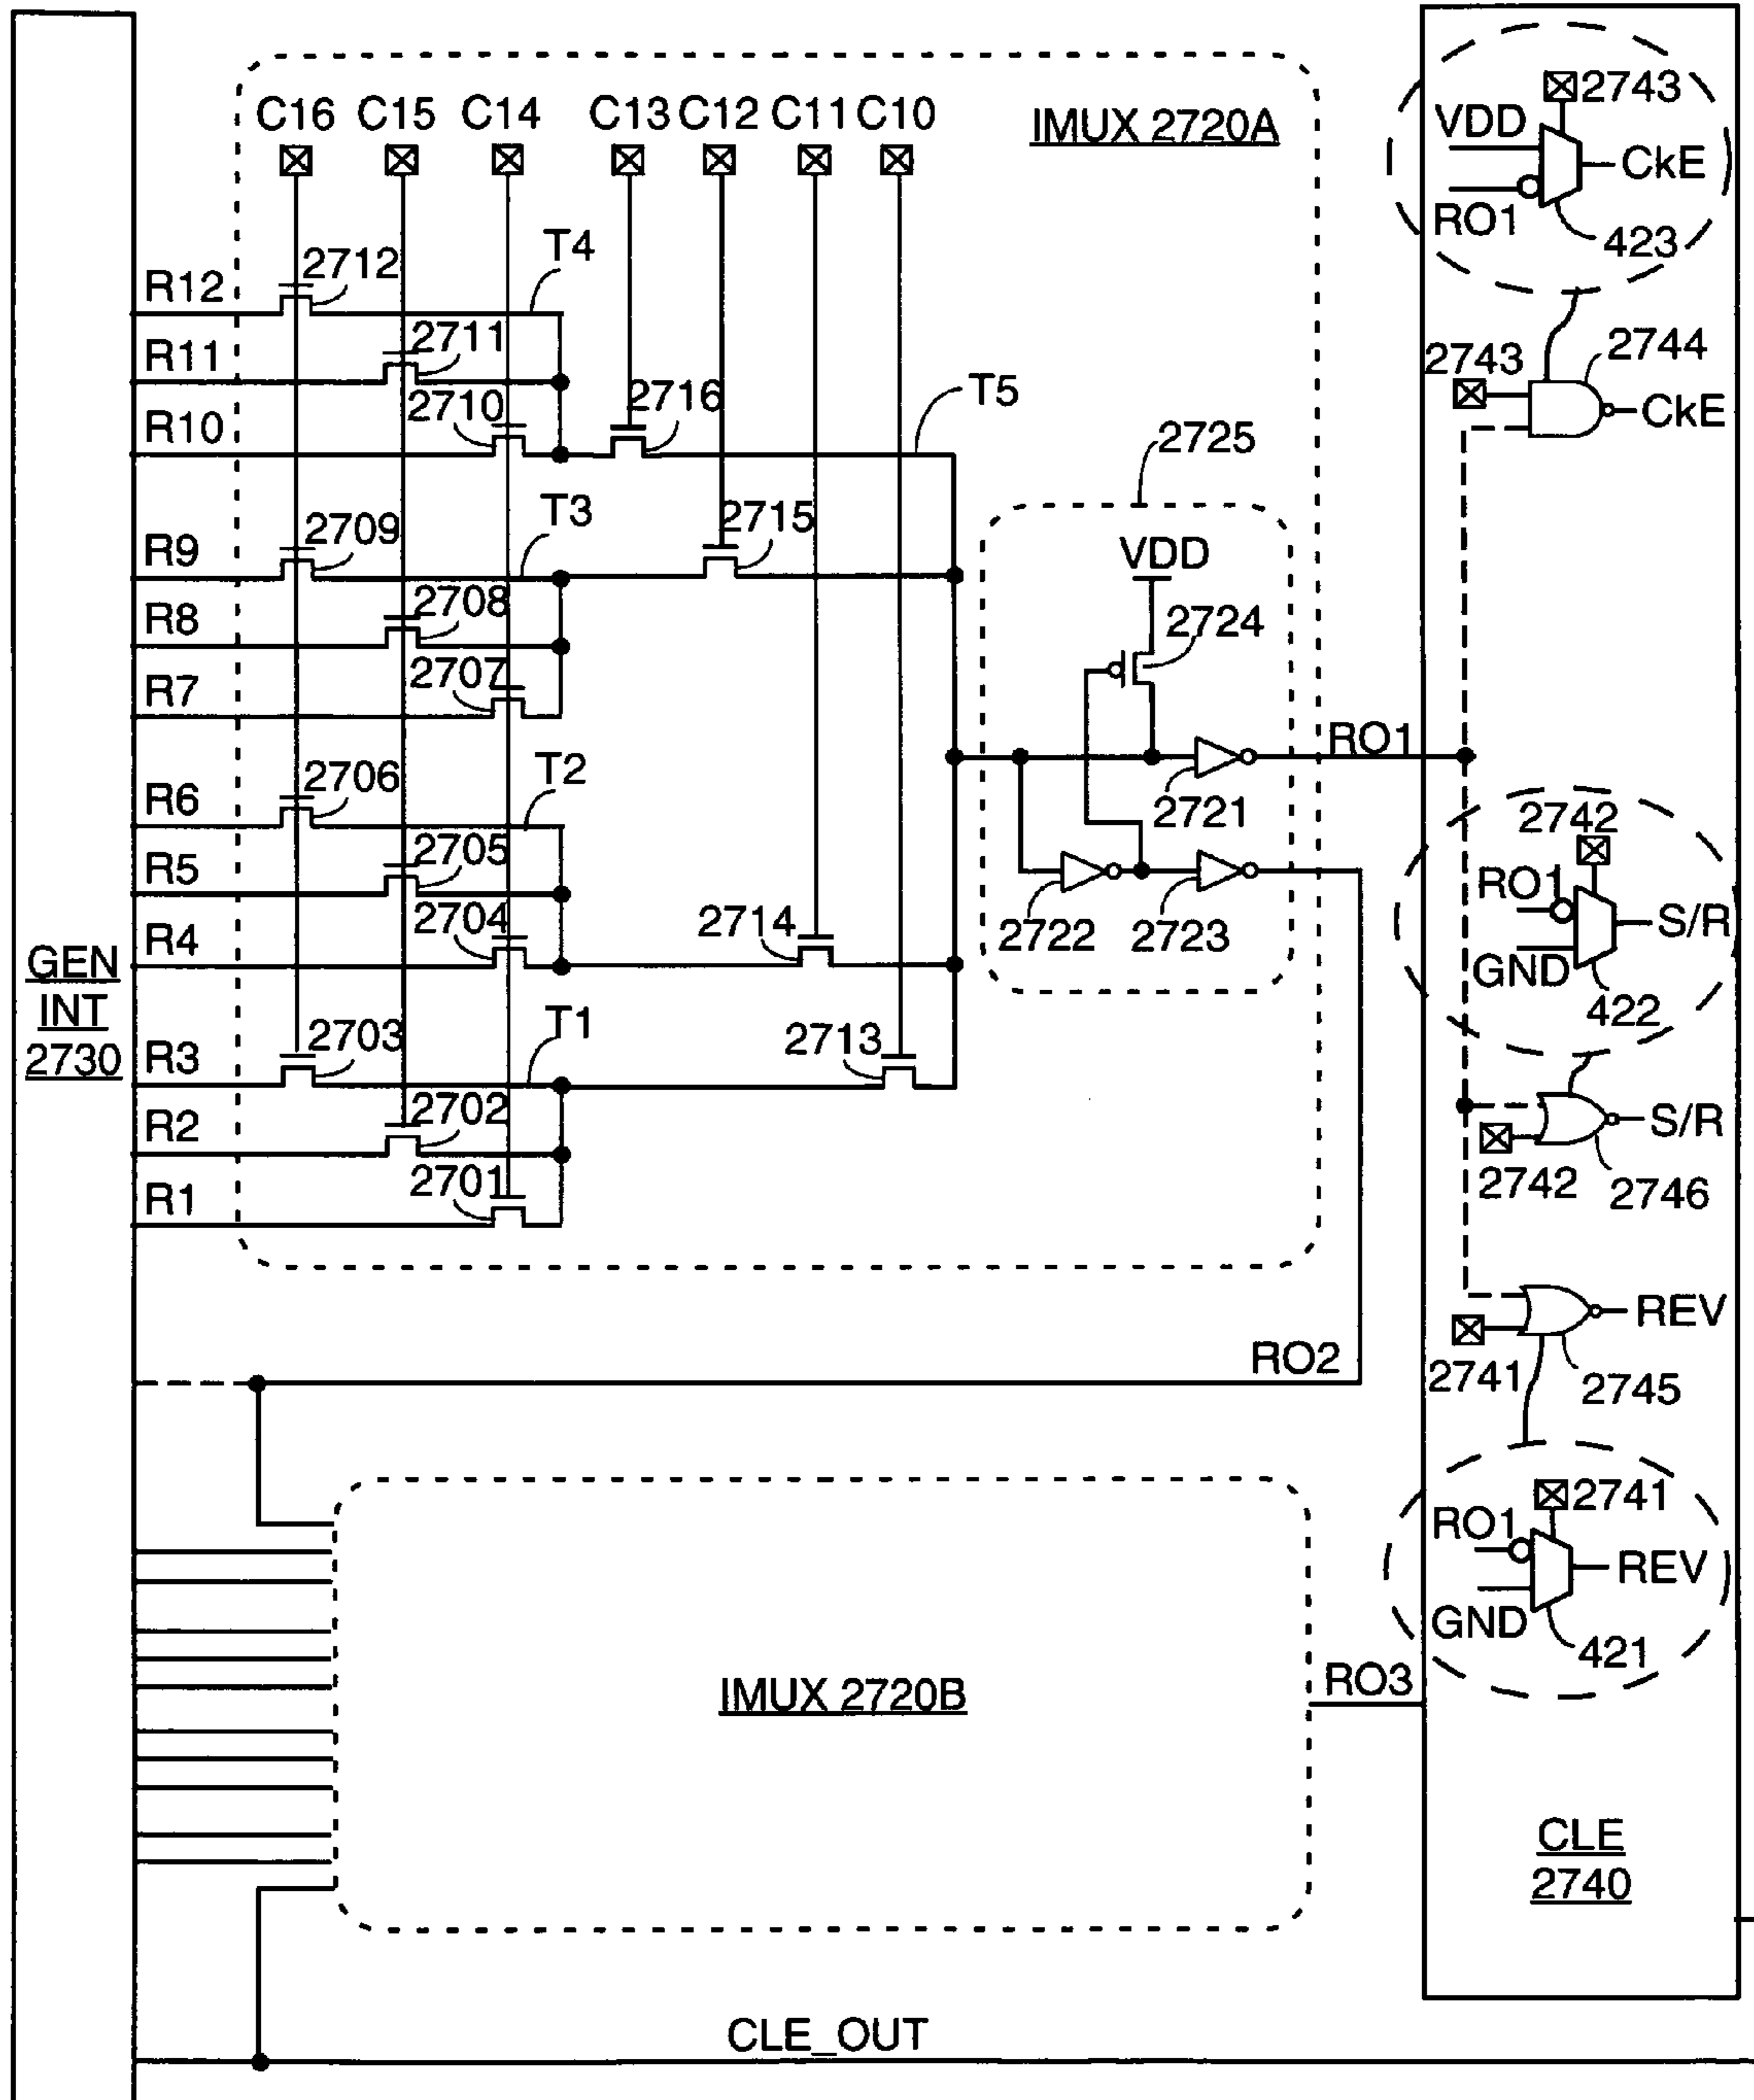 C16 C15 C14 C13 C12 C11 C10
IMUX 2720A
2743
VDD
CkE
RO1
423
R12
2712
T4
R11
2711
R10
2710
2716
T5
2743
2744
CkE
2725
R9
2709
T3
2715
VDD
R8
2708
2724
R7
2707
RO1
R6
2706
T2
2721
2742
R5
2705
RO1
S/R
R4
2704
2714
2722
2723
GND
422
GEN
INT
2730
R3
2703
T1
2713
R2
2702
S/R
R1
2701
2742
2746
REV
RO2
2741
2745
2741
RO1
REV
GND
421
IMUX 2720B
RO3
CLE
2740
CLE_OUT